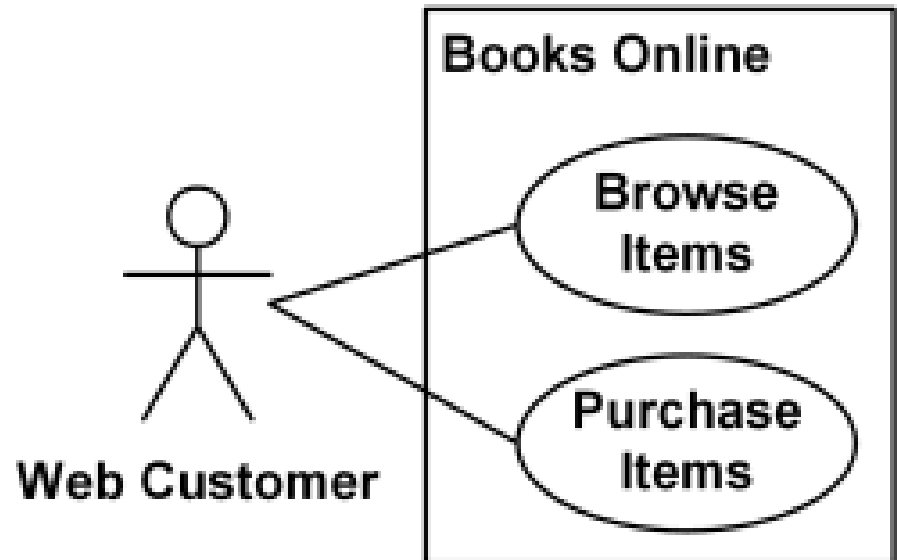 Books Online
Browse
Items
Purchase
Items
Web Customer